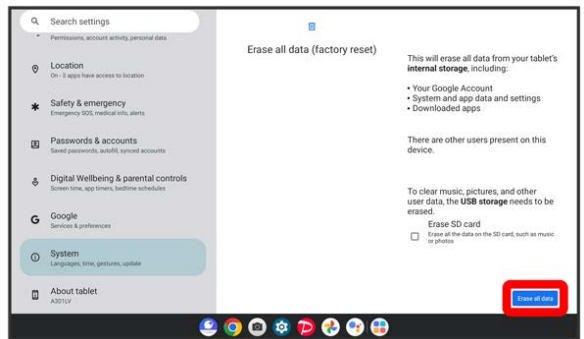 Search settings
Permissions, account activity, personal data
Location
On - 5 apps have access to location
Safety & emergency
Emergency SOS, medical info, alerts
Passwords & accounts
Saved passwords, autofill, synced accounts
Digital Wellbeing & parental controls
Screen time, app timers, bedtime schedules
Google
Services & preferences
System
Languages, time, gestures, update
About tablet
A301LV
Erase all data (factory reset)
This will erase all data from your tablet's
internal storage, including:
• Your Google Account
• System and app data and settings
• Downloaded apps
There are other users present on this
device.
To clear music, pictures, and other
user data, the USB storage needs to be
erased.
Erase SD card
Erase all the data on the SD card, such as music
or photos
Erase all data